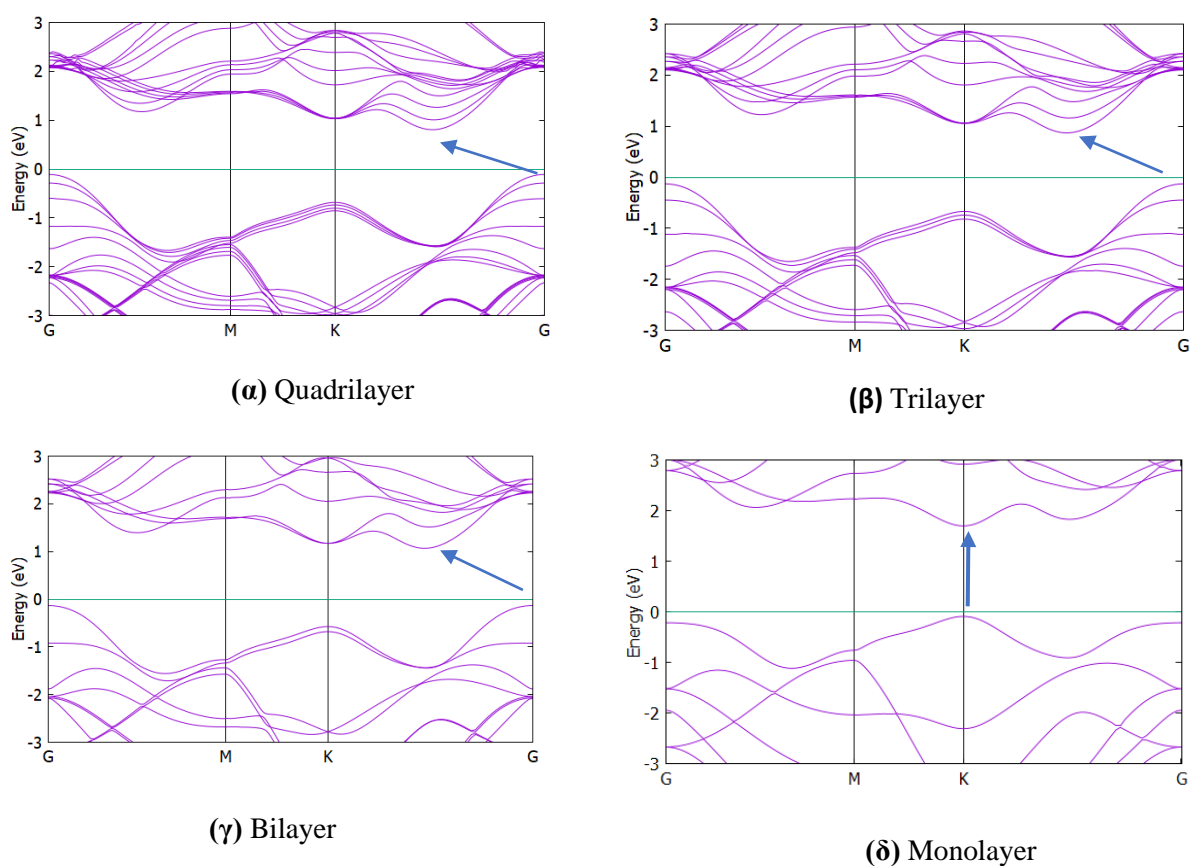 3
2
1
0
-1
-2
-3
Energy (eV)
G M K G
(α) Quadrilayer
3
2
1
0
-1
-2
-3
Energy (eV)
G M K G
(β) Trilayer
3
2
1
0
-1
-2
-3
Energy (eV)
G M K G
(γ) Bilayer
3
2
1
0
-1
-2
-3
Energy (eV)
G M K G
(δ) Monolayer